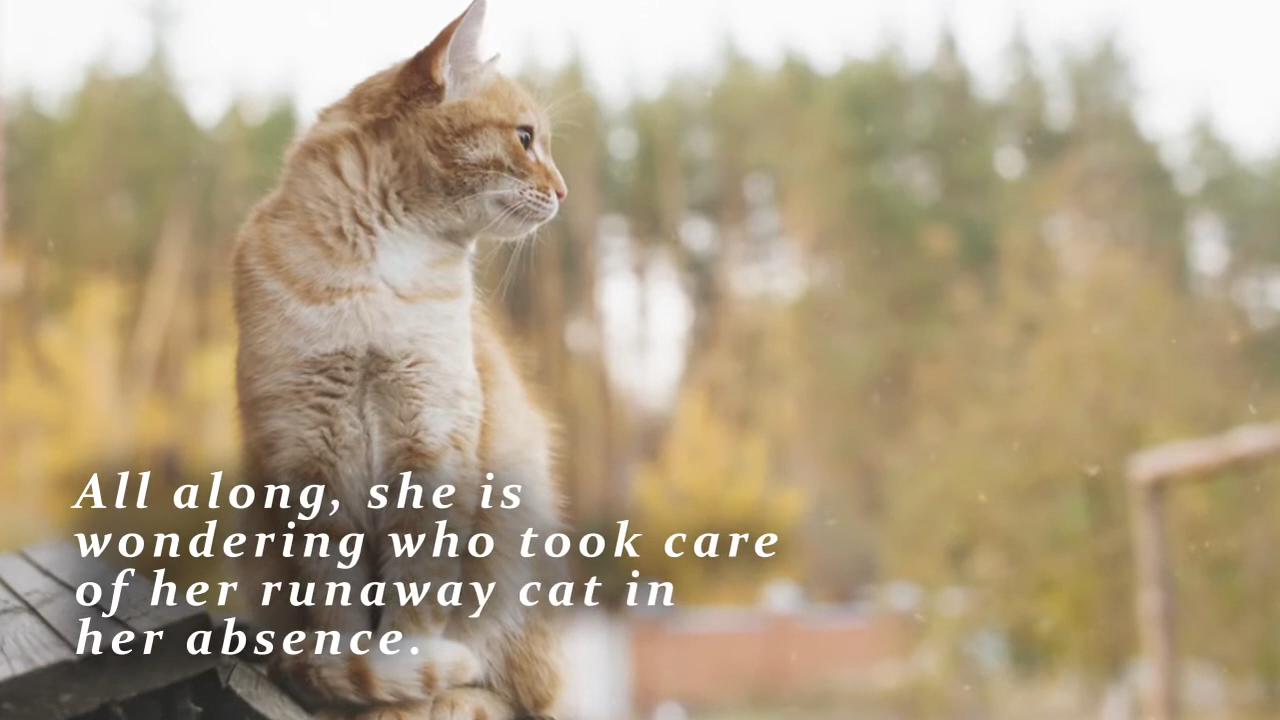 All along, she is
wondering who took care
of her runaway cat in
her absence.